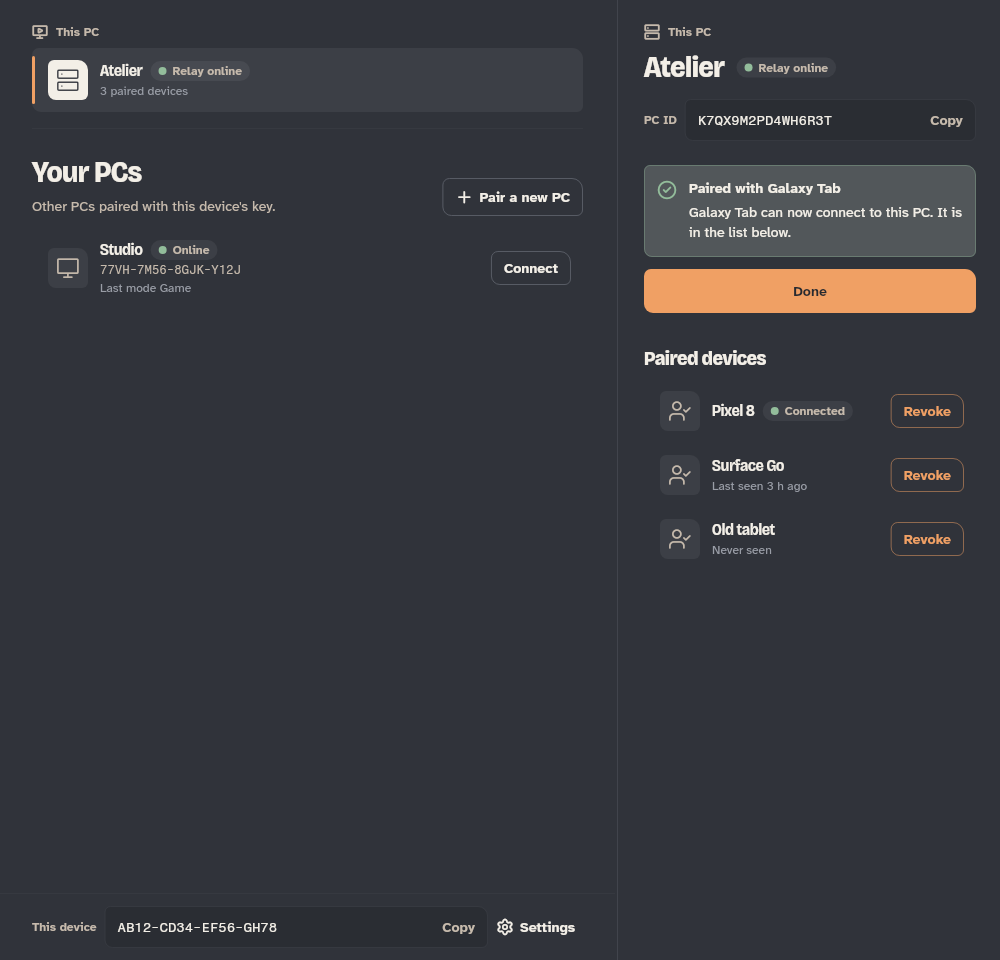 This PC
Atelier
Relay online
3 paired devices
Your PCs
Other PCs paired with this device's key.
Pair a new PC
Studio
Online
77VH-7M56-8GJK-Y12J
Last mode Game
Connect
This device
AB12-CD34-EF56-GH78
Copy
Settings
This PC
Atelier
Relay online
PC ID
K7QX9M2PD4WH6R3T
Copy
Paired with Galaxy Tab
Galaxy Tab can now connect to this PC. It is
in the list below.
Done
Paired devices
Pixel 8
Connected
Revoke
Surface Go
Last seen 3 h ago
Revoke
Old tablet
Never seen
Revoke